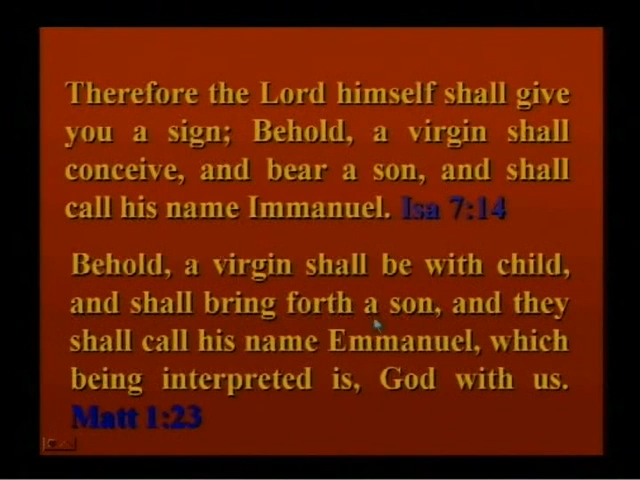 Therefore the Lord himself shall give
you a sign; Behold, a virgin shall
conceive, and bear a son, and shall
call his name Immanuel. Isa 7:14
Behold, a virgin shall be with child,
and shall bring forth a son, and they
shall call his name Emmanuel, which
being interpreted is, God with us.
Matt 1:23